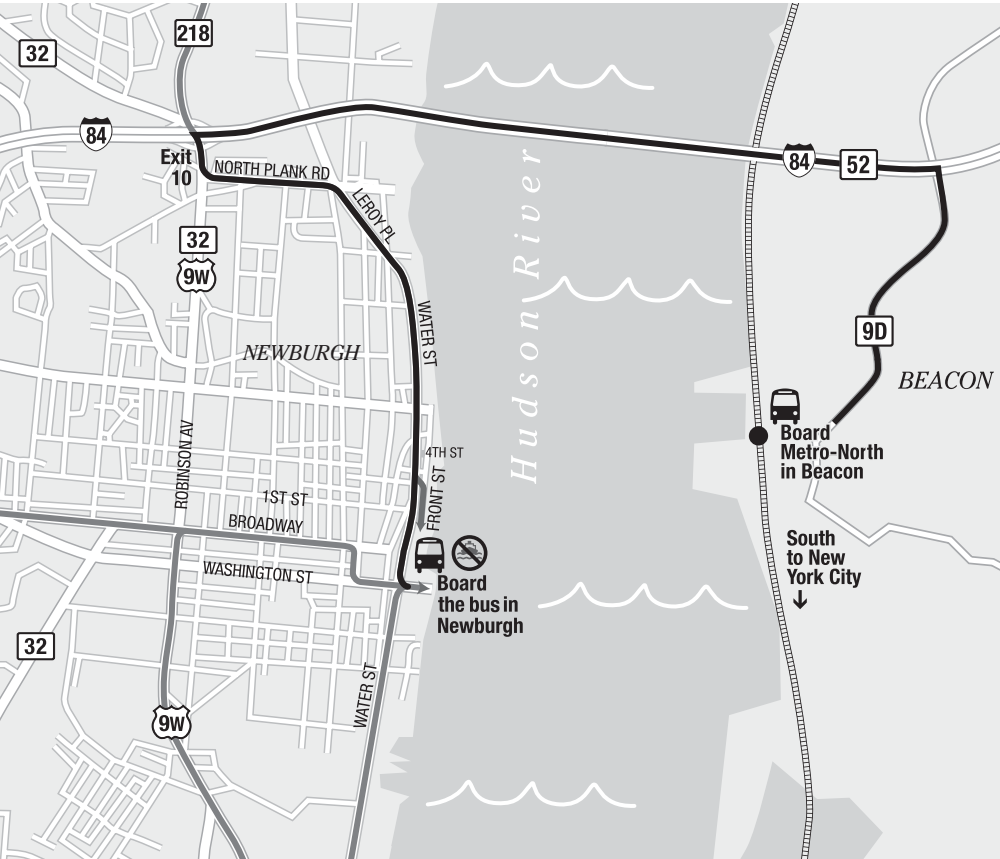 218
32
84
Exit
10
NORTH PLANK RD
LEROY PL
84
52
32
9W
Hudson River
WATER ST
9D
NEWBURGH
BEACON
Board
Metro-North
in Beacon
ROBINSON AV
4TH ST
FRONT ST
1ST ST
BROADWAY
WASHINGTON ST
Board
the bus in
Newburgh
South
to New
York City
32
WATER ST
9W